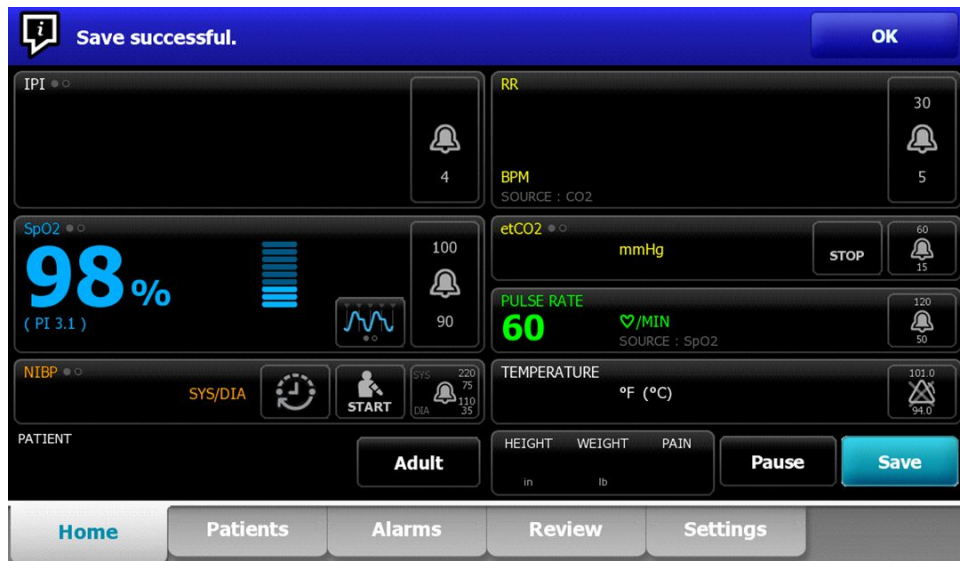 Save successful.
OK
IPI
4
RR
30
BPM
5
SOURCE : CO2
SpO2
98%
( PI 3.1 )
100
90
etCO2
mmHg
STOP
60
15
PULSE RATE
60
/MIN
SOURCE : SpO2
120
50
NIBP
SYS/DIA
START
SYS 220
75
110
DIA 35
TEMPERATURE
°F (°C)
101.0
94.0
PATIENT
Adult
HEIGHT WEIGHT PAIN
in lb
Pause
Save
Home Patients Alarms Review Settings